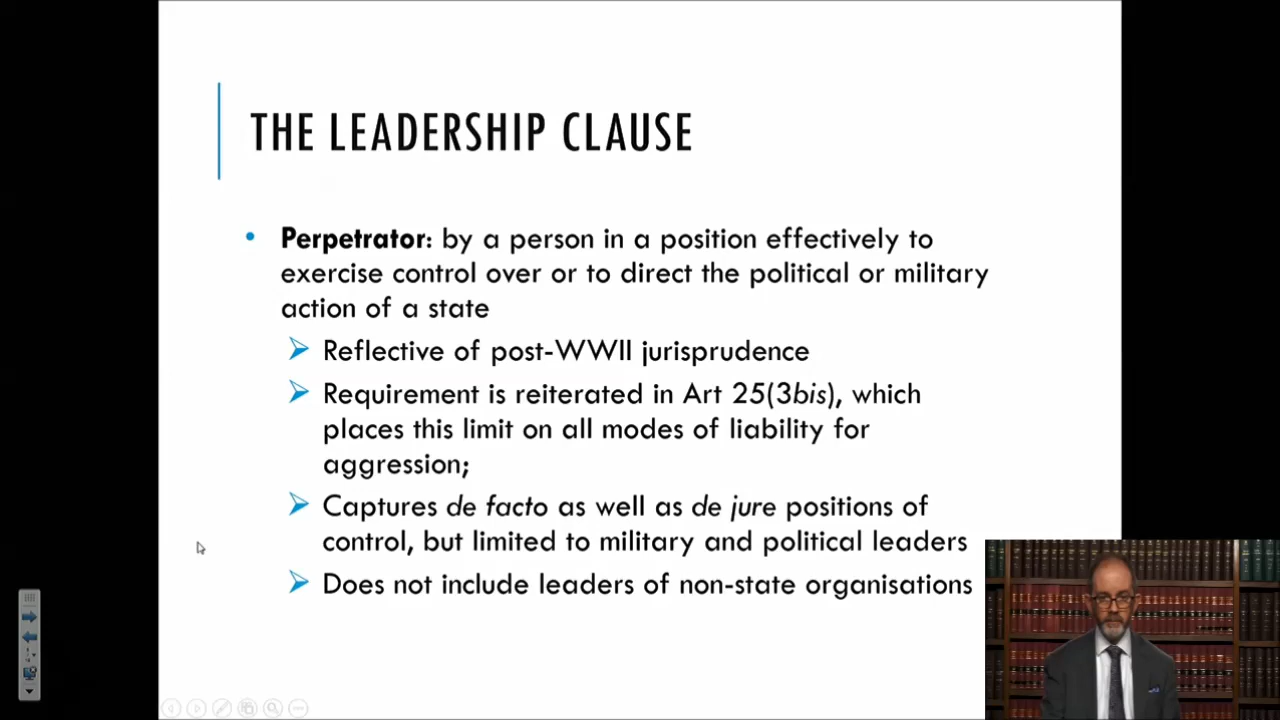 THE LEADERSHIP CLAUSE
• Perpetrator: by a person in a position effectively to
exercise control over or to direct the political or military
action of a state
➢ Reflective of post-WWII jurisprudence
➢ Requirement is reiterated in Art 25(3bis), which
places this limit on all modes of liability for
aggression;
➢ Captures de facto as well as de jure positions of
control, but limited to military and political leaders
➢ Does not include leaders of non-state organisations